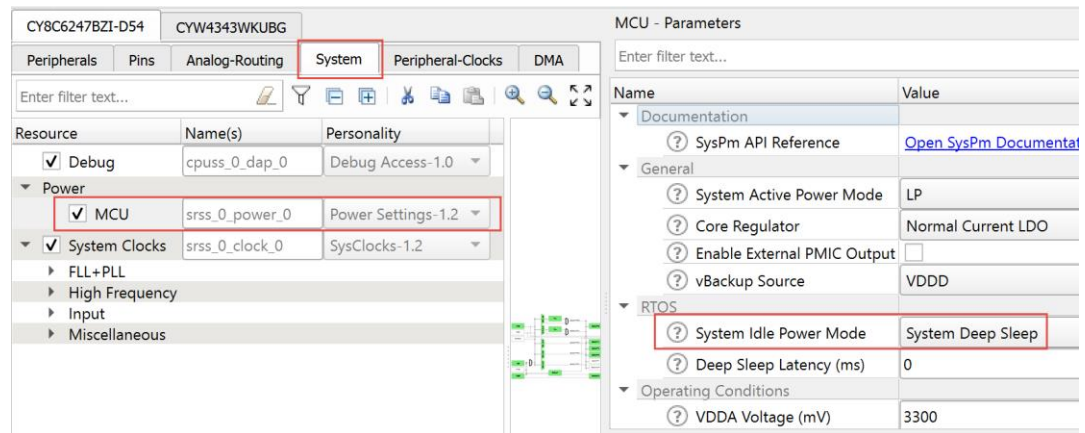 CY8C6247BZI-D54 CYW4343WKUBG
Peripherals Pins Analog-Routing System Peripheral-Clocks DMA
Enter filter text...
Resource Name(s) Personality
Debug cpuss_0_dap_0 Debug Access-1.0
Power
MCU srss_0_power_0 Power Settings-1.2
System Clocks srss_0_clock_0 SysClocks-1.2
FLL+PLL
High Frequency
Input
Miscellaneous
MCU - Parameters
Enter filter text...
Name Value
Documentation
SysPm API Reference Open SysPm Documentat
General
System Active Power Mode LP
Core Regulator Normal Current LDO
Enable External PMIC Output
vBackup Source VDDD
RTOS
System Idle Power Mode System Deep Sleep
Deep Sleep Latency (ms) 0
Operating Conditions
VDDA Voltage (mV) 3300